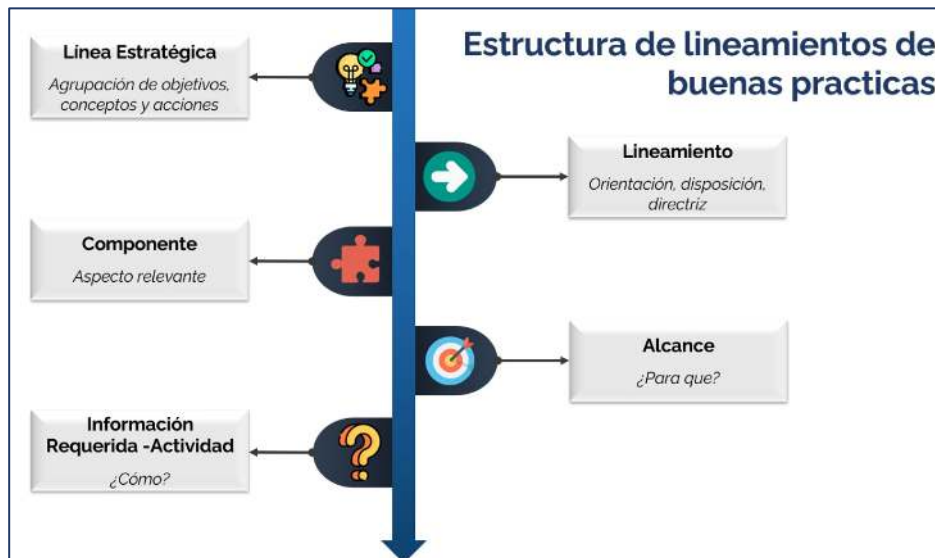 Estructura de lineamientos de
buenas practicas
Línea Estratégica
Agrupación de objetivos,
conceptos y acciones
Lineamiento
Orientación, disposición,
directriz
Componente
Aspecto relevante
Alcance
¿Para que?
Información
Requerida -Actividad
¿Cómo?